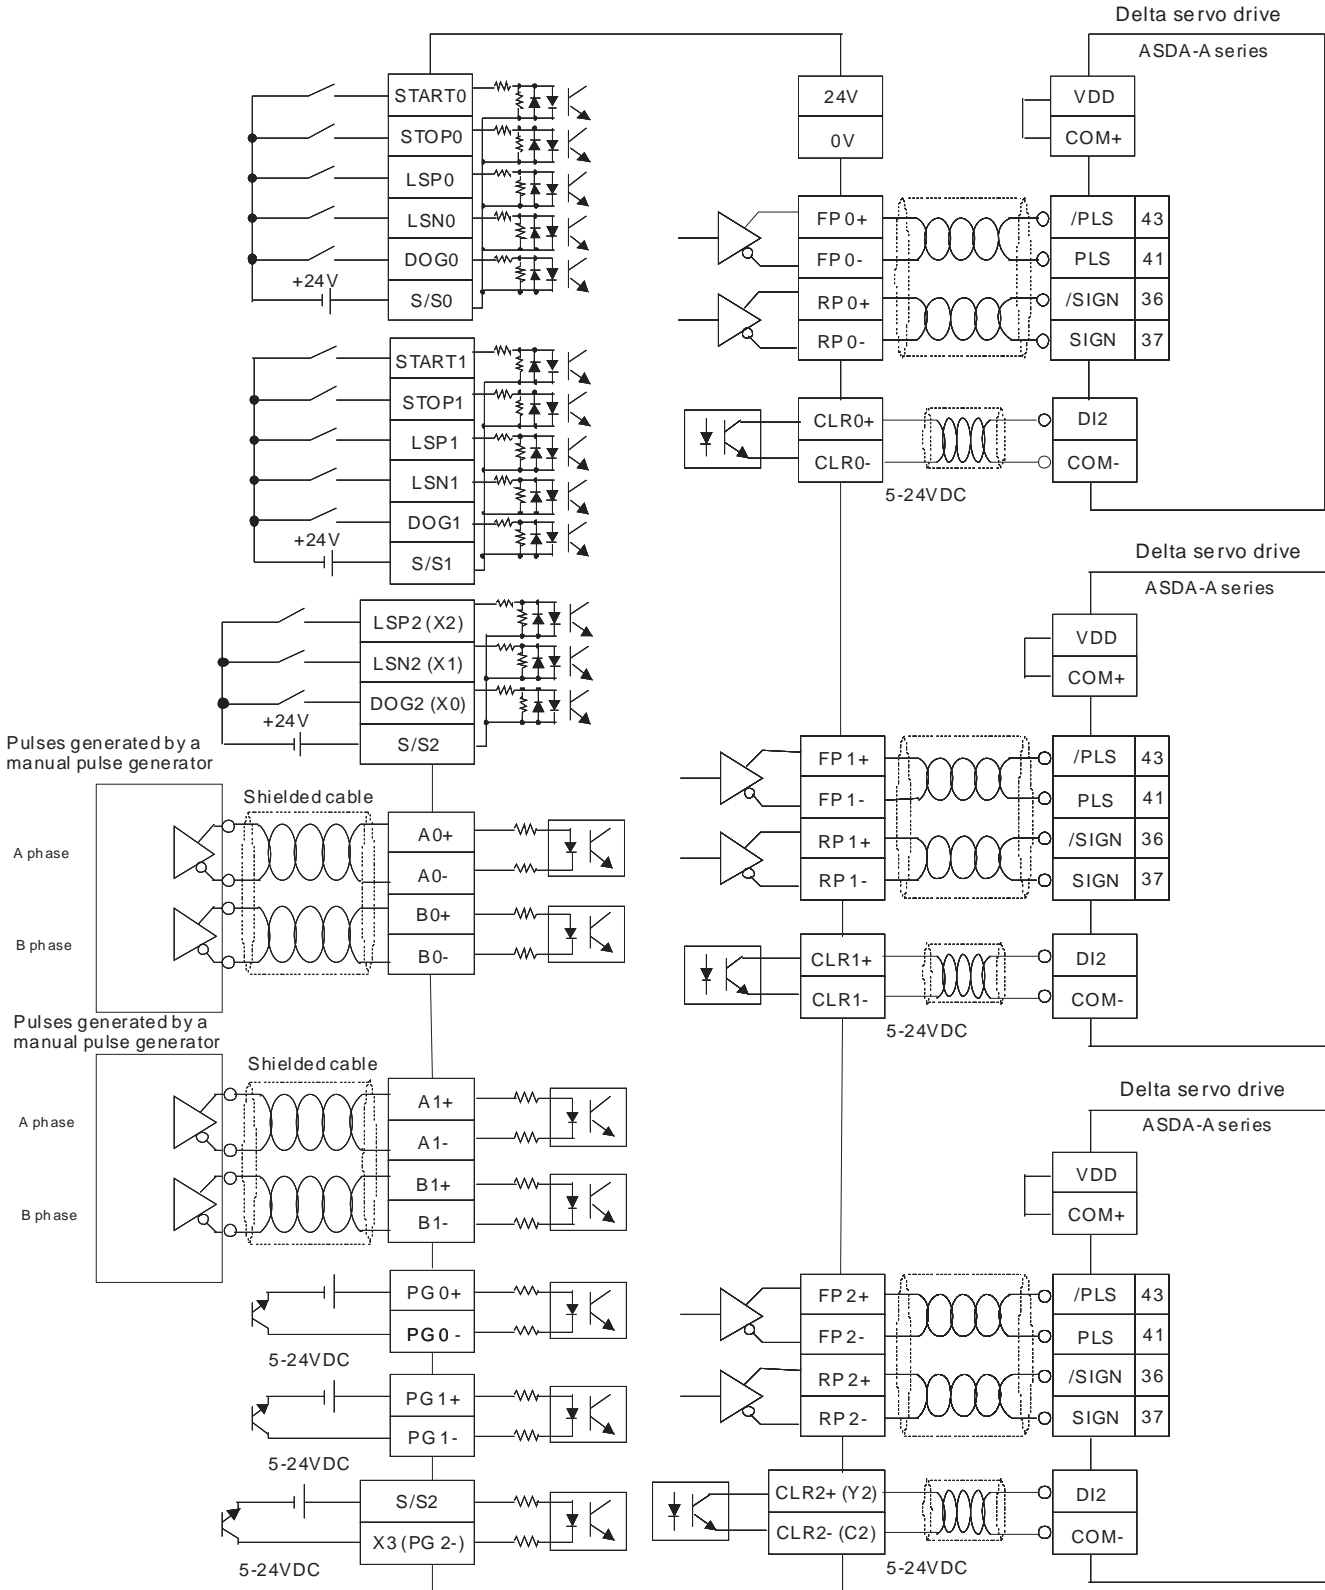 START0
STOP0
LSP0
LSN0
DOG0
+24V
S/S0
START1
STOP1
LSP1
LSN1
DOG1
+24V
S/S1
LSP2 (X2)
LSN2 (X1)
DOG2 (X0)
+24V
S/S2
Pulses generated by a
manual pulse generator
Shielded cable
A phase
B phase
A0+
A0-
B0+
B0-
Pulses generated by a
manual pulse generator
Shielded cable
A phase
B phase
A1+
A1-
B1+
B1-
PG0+
PG0-
5-24VDC
PG1+
PG1-
5-24VDC
S/S2
X3 (PG2-)
5-24VDC
24V
0V
FP0+
FP0-
RP0+
RP0-
CLR0+
CLR0-
5-24VDC
Delta servo drive
ASDA-A series
VDD
COM+
/PLS 43
PLS 41
/SIGN 36
SIGN 37
DI2
COM-
FP1+
FP1-
RP1+
RP1-
CLR1+
CLR1-
5-24VDC
Delta servo drive
ASDA-A series
VDD
COM+
/PLS 43
PLS 41
/SIGN 36
SIGN 37
DI2
COM-
FP2+
FP2-
RP2+
RP2-
CLR2+ (Y2)
CLR2- (C2)
5-24VDC
Delta servo drive
ASDA-A series
VDD
COM+
/PLS 43
PLS 41
/SIGN 36
SIGN 37
DI2
COM-